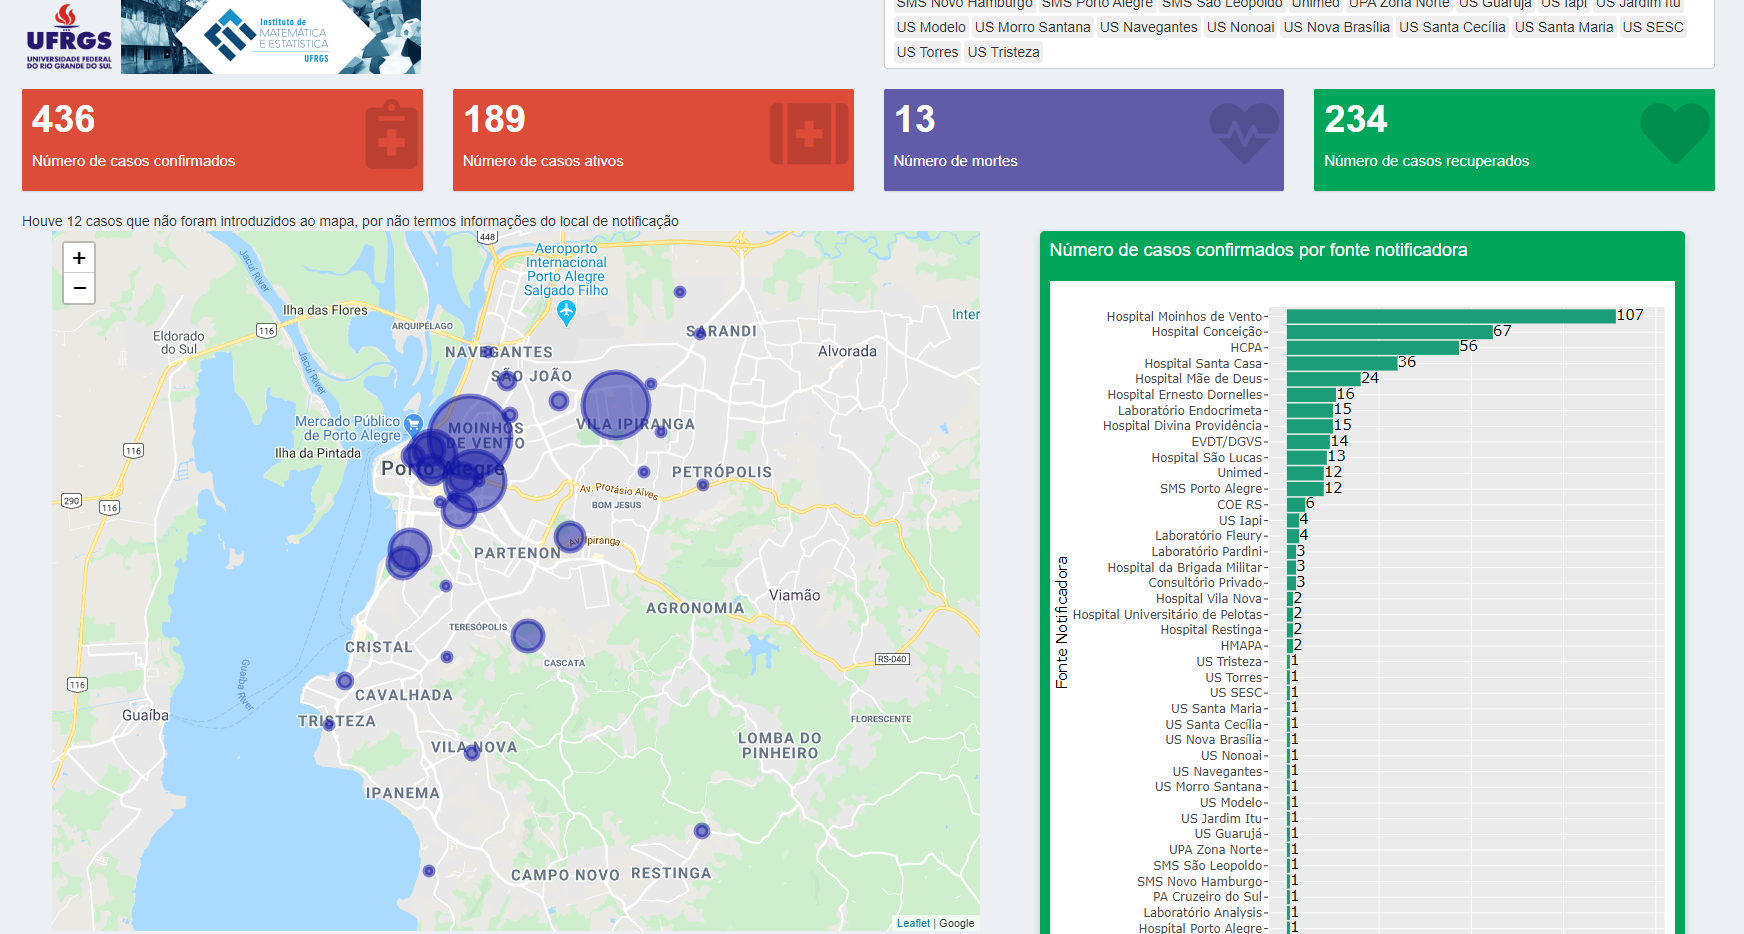 UFRGS
UNIVERSIDADE FEDERAL
DO RIO GRANDE DO SUL
Instituto de
MATEMÁTICA
E ESTATÍSTICA
UFRGS
SMS Novo Hamburgo SMS Porto Alegre SMS São Leopoldo Unimed UPA Zona Norte US Guarujá US Iapi US Jardim Itu
US Modelo US Morro Santana US Navegantes US Nonoai US Nova Brasília US Santa Cecília US Santa Maria US SESC
US Torres US Tristeza
436
Número de casos confirmados
189
Número de casos ativos
13
Número de mortes
234
Número de casos recuperados
Houve 12 casos que não foram introduzidos ao mapa, por não termos informações do local de notificação
+
−
448
Aeroporto
Internacional
Porto Alegre
Salgado Filho
Jacuí River
Ilha das Flores
116
ARQUIPÉLAGO
Eldorado
do Sul
Inter
SARANDI
Alvorada
NAVEGANTES
SÃO JOÃO
Jacuí River
Mercado Público
de Porto Alegre
MOINHOS
DE VENTO
VILA IPIRANGA
Ilha da Pintada
116
Porto Alegre
PETRÓPOLIS
290
116
Av. Protásio Alves
BOM JESUS
Av. Ipiranga
PARTENON
AGRONOMIA
Viamão
TERESÓPOLIS
CRISTAL
CASCATA
RS-040
Guaíba River
116
CAVALHADA
Guaíba
TRISTEZA
FLORESCENTE
VILA NOVA
LOMBA DO
PINHEIRO
IPANEMA
CAMPO NOVO
RESTINGA
Leaflet | Google
Número de casos confirmados por fonte notificadora
Fonte Notificadora
Hospital Moinhos de Vento 107
Hospital Conceição 67
HCPA 56
Hospital Santa Casa 36
Hospital Mãe de Deus 24
Hospital Ernesto Dornelles 16
Laboratório Endocrimeta 15
Hospital Divina Providência 15
EVDT/DGVS 14
Hospital São Lucas 13
Unimed 12
SMS Porto Alegre 12
COE RS 6
US Iapi 4
Laboratório Fleury 4
Laboratório Pardini 3
Hospital da Brigada Militar 3
Consultório Privado 3
Hospital Vila Nova 2
Hospital Universitário de Pelotas 2
Hospital Restinga 2
HMAPA 2
US Tristeza 1
US Torres 1
US SESC 1
US Santa Maria 1
US Santa Cecília 1
US Nova Brasília 1
US Nonoai 1
US Navegantes 1
US Morro Santana 1
US Modelo 1
US Jardim Itu 1
US Guarujá 1
UPA Zona Norte 1
SMS São Leopoldo 1
SMS Novo Hamburgo 1
PA Cruzeiro do Sul 1
Laboratório Analysis 1
Hospital Porto Alegre 1